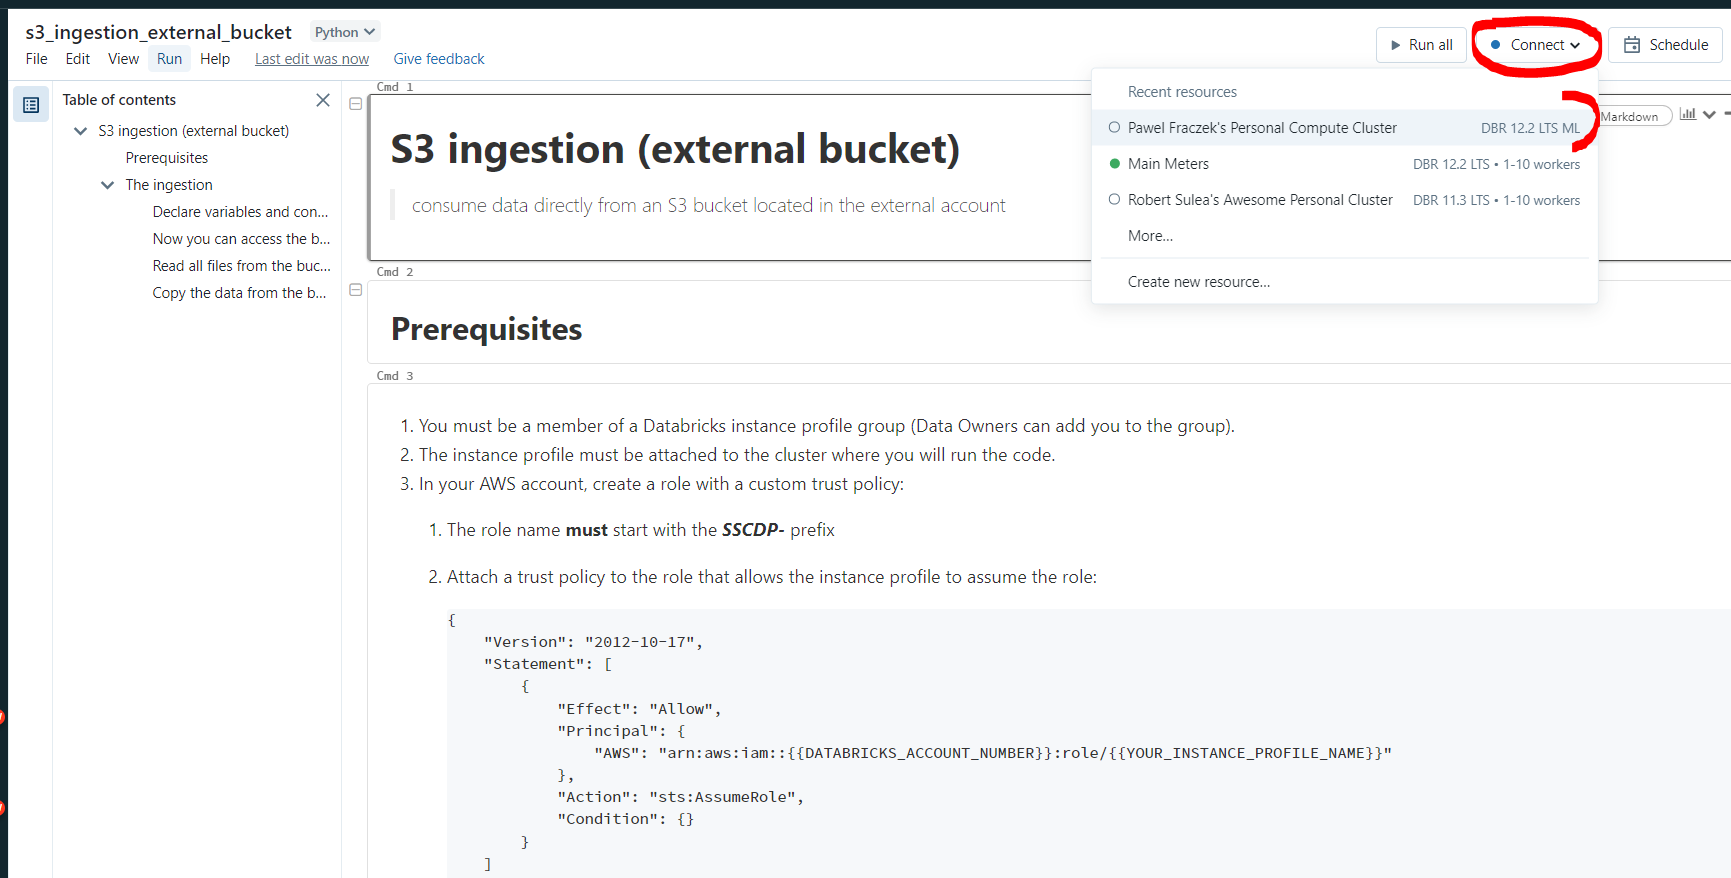 s3_ingestion_external_bucket Python
File Edit View Run Help Last edit was now Give feedback
Run all Connect Schedule
Table of contents
S3 ingestion (external bucket)
Prerequisites
The ingestion
Declare variables and con...
Now you can access the b...
Read all files from the buc...
Copy the data from the b...
Recent resources
Pawel Fraczek's Personal Compute Cluster DBR 12.2 LTS ML
Main Meters DBR 12.2 LTS • 1-10 workers
Robert Sulea's Awesome Personal Cluster DBR 11.3 LTS • 1-10 workers
More...
Create new resource...
Cmd 1
Markdown
S3 ingestion (external bucket)
consume data directly from an S3 bucket located in the external account
Cmd 2
Prerequisites
Cmd 3
1. You must be a member of a Databricks instance profile group (Data Owners can add you to the group).
2. The instance profile must be attached to the cluster where you will run the code.
3. In your AWS account, create a role with a custom trust policy:
1. The role name must start with the SSCDP- prefix
2. Attach a trust policy to the role that allows the instance profile to assume the role:
{
"Version": "2012-10-17",
"Statement": [
{
"Effect": "Allow",
"Principal": {
"AWS": "arn:aws:iam::{{DATABRICKS_ACCOUNT_NUMBER}}:role/{{YOUR_INSTANCE_PROFILE_NAME}}"
},
"Action": "sts:AssumeRole",
"Condition": {}
}
]